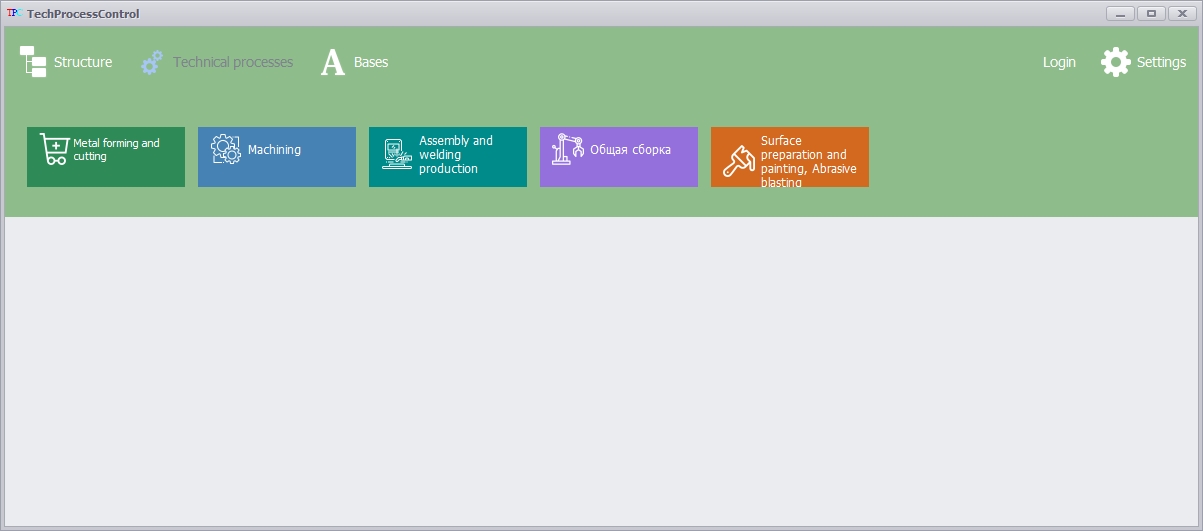 TPC TechProcessControl
Structure
Technical processes
A Bases
Login
Settings
Metal forming and
cutting
Machining
Assembly and
welding
production
Общая сборка
Surface
preparation and
painting, Abrasive
blasting